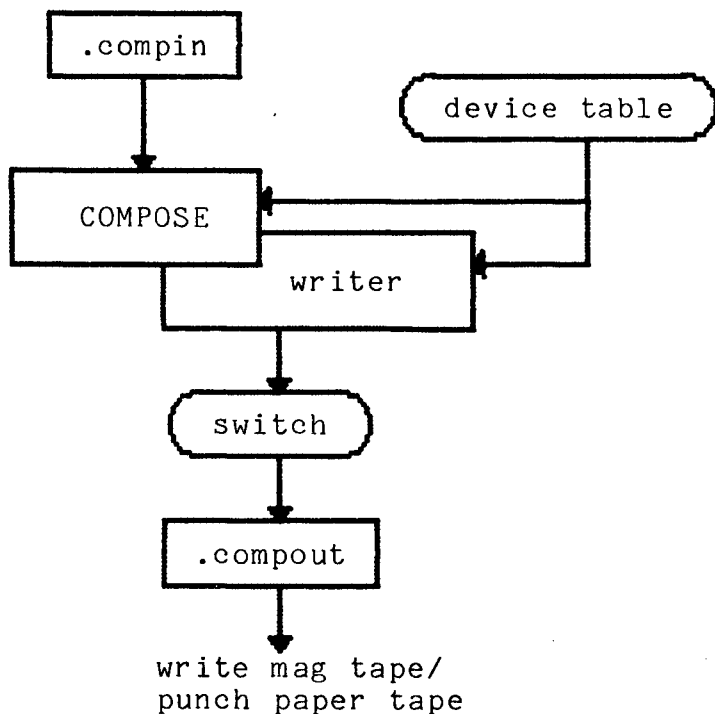 .compin
device table
COMPOSE
writer
switch
.compout
write mag tape/
punch paper tape